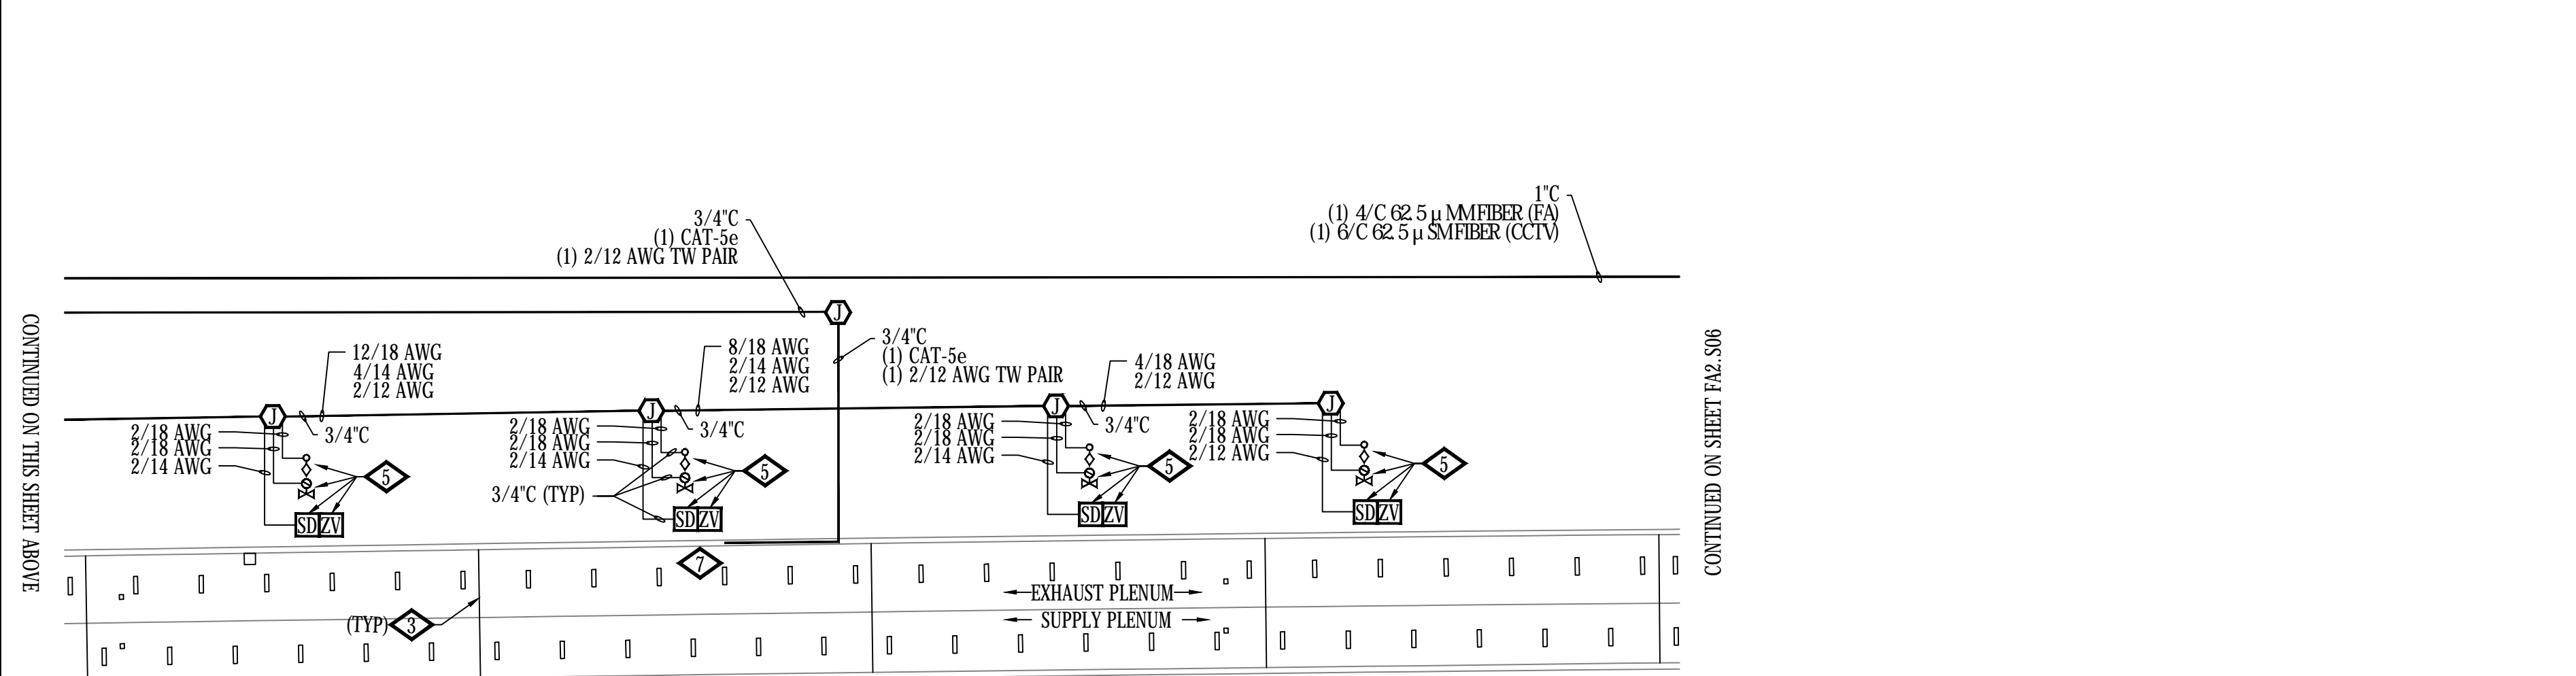 1"C
(1) 4/C 62.5 µ MM FIBER (FA)
(1) 6/C 62.5 µ SM FIBER (CCTV)
3/4"C
(1) CAT-5e
(1) 2/12 AWG TW PAIR
J
3/4"C
(1) CAT-5e
(1) 2/12 AWG TW PAIR
CONTINUED ON THIS SHEET ABOVE
CONTINUED ON SHEET FA2.S06
12/18 AWG
4/14 AWG
2/12 AWG
J
3/4"C
2/18 AWG
2/18 AWG
2/14 AWG
5
SD ZV
8/18 AWG
2/14 AWG
2/12 AWG
J
3/4"C
2/18 AWG
2/18 AWG
2/14 AWG
3/4"C (TYP)
5
SD ZV
4/18 AWG
2/12 AWG
J
3/4"C
2/18 AWG
2/18 AWG
2/14 AWG
5
SD ZV
J
2/18 AWG
2/18 AWG
2/12 AWG
5
SD ZV
7
EXHAUST PLENUM
SUPPLY PLENUM
(TYP) 3